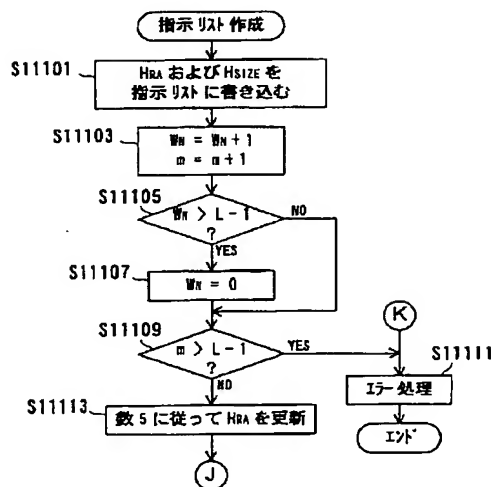 指示リスト作成
S11101
HRA および HSIZE を
指示リストに書き込む
S11103
WN = WN + 1
m = m + 1
S11105
WN > L - 1
?
NO
YES
S11107
WN = 0
S11109
m > L - 1
?
YES
NO
K
S11111
エラー処理
エンド
S11113
数 5 に従って HRA を更新
J